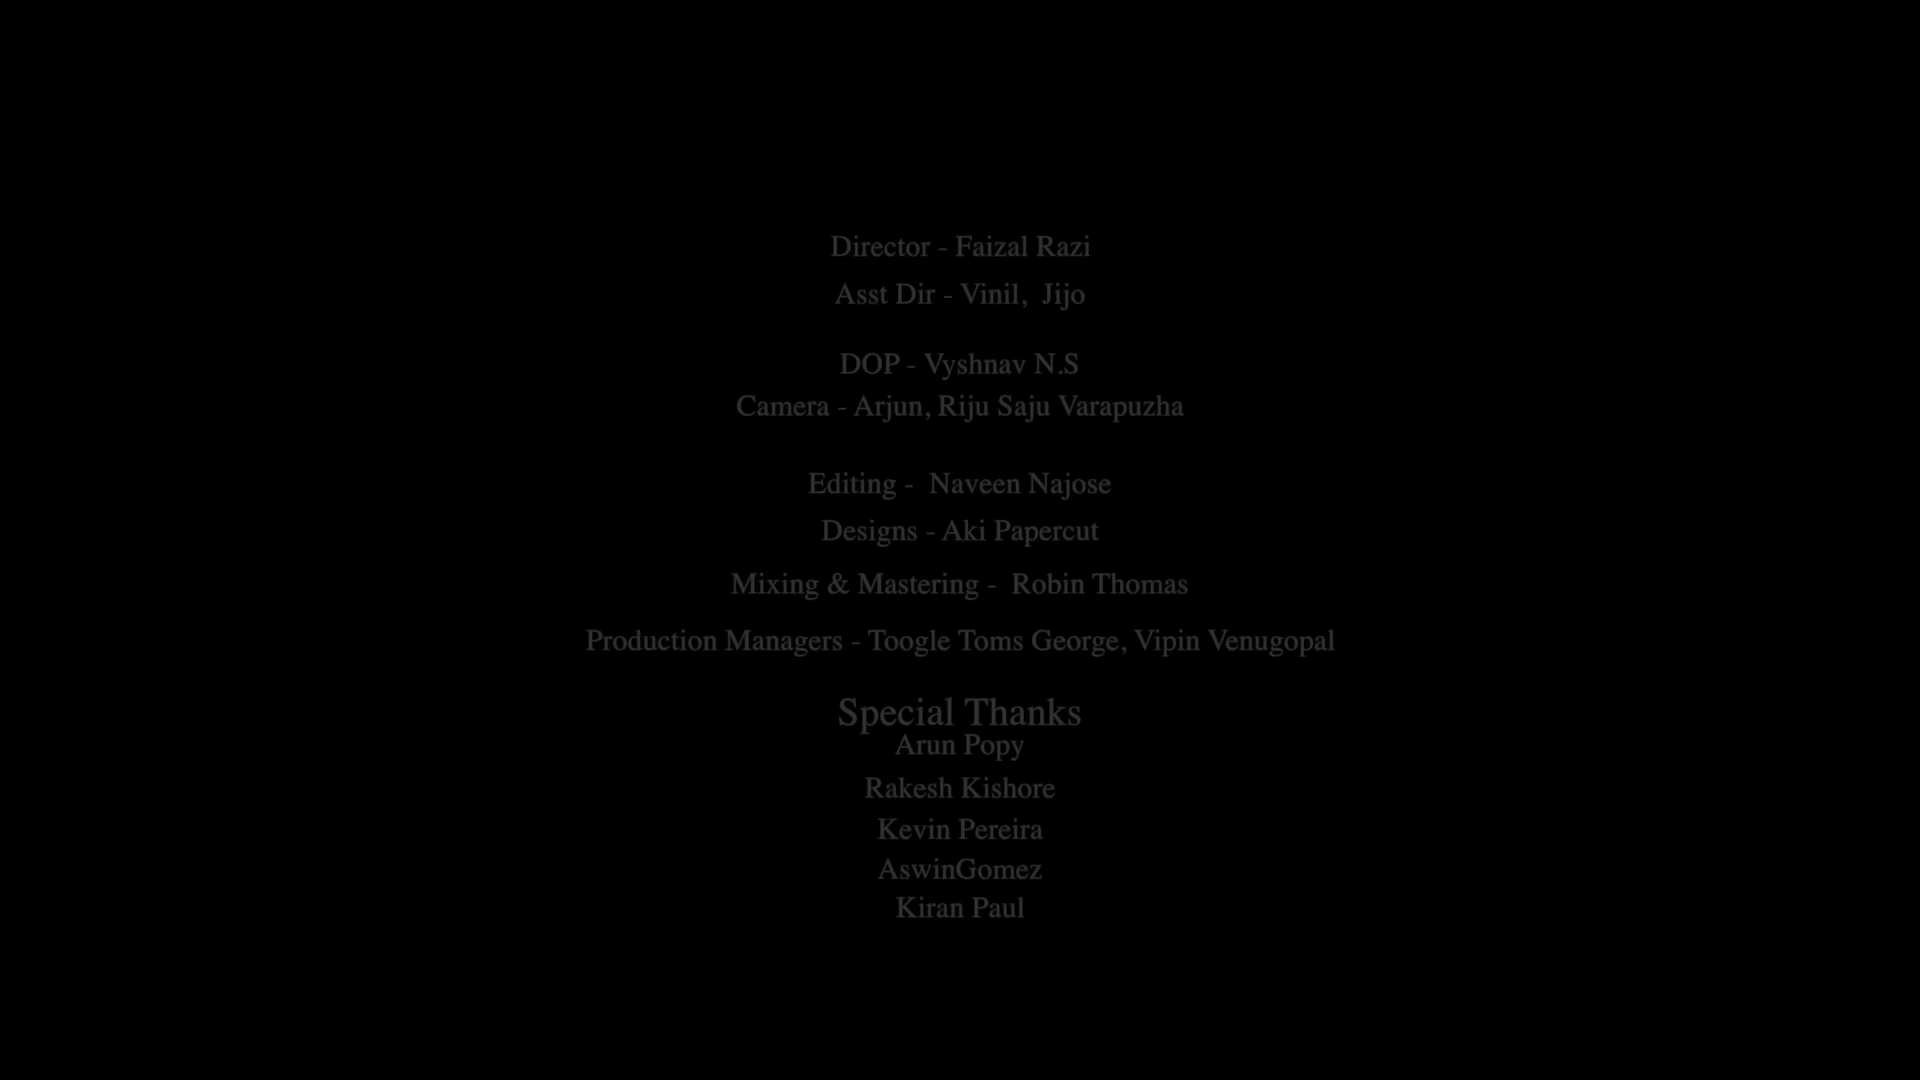 Director - Faizal Razi
Asst Dir - Vinil,  Jijo
DOP - Vyshnav N.S
Camera - Arjun, Riju Saju Varapuzha
Editing -  Naveen Najose
Designs - Aki Papercut
Mixing & Mastering -  Robin Thomas
Production Managers - Toogle Toms George, Vipin Venugopal
Special Thanks
Arun Popy
Rakesh Kishore
Kevin Pereira
AswinGomez
Kiran Paul